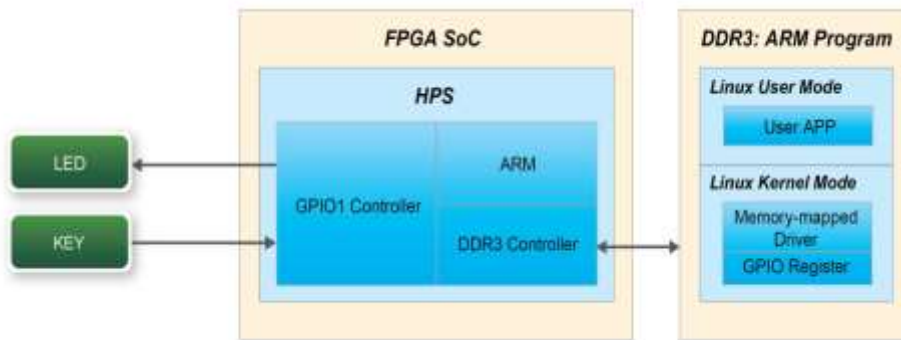 FPGA SoC
HPS
LED
KEY
GPIO1 Controller
ARM
DDR3 Controller
DDR3: ARM Program
Linux User Mode
User APP
Linux Kernel Mode
Memory-mapped
Driver
GPIO Register